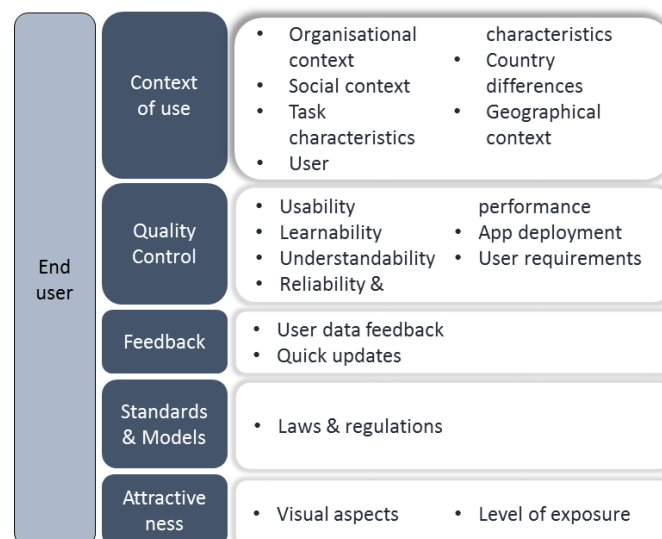 End
user
Context
of use
• Organisational
context
• Social context
• Task
characteristics
• User
characteristics
• Country
differences
• Geographical
context
Quality
Control
• Usability
• Learnability
• Understandability
• Reliability &
performance
• App deployment
• User requirements
Feedback
• User data feedback
• Quick updates
Standards
& Models
• Laws & regulations
Attractive
ness
• Visual aspects
• Level of exposure